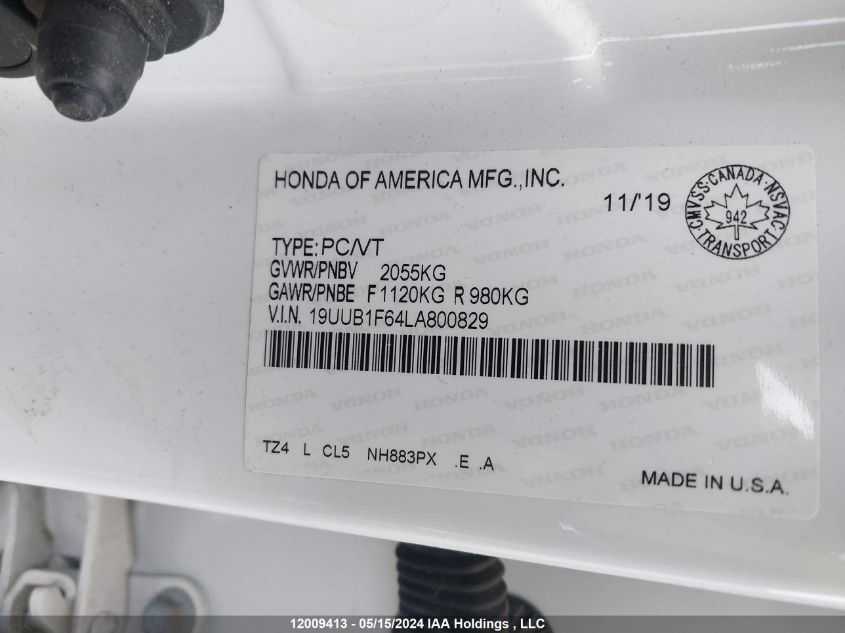 HONDA OF AMERICA MFG.,INC.
11/'19
CMVSS·CANADA·NSVAC
942
TRANSPORT
TYPE: PC/VT
GVWR/PNBV 2055KG
GAWR/PNBE F 1120KG R 980KG
V.I.N. 19UUB1F64LA800829
TZ4 L CL5 NH883PX .E .A
MADE IN U.S.A.
12009413 - 05/15/2024 IAA Holdings , LLC